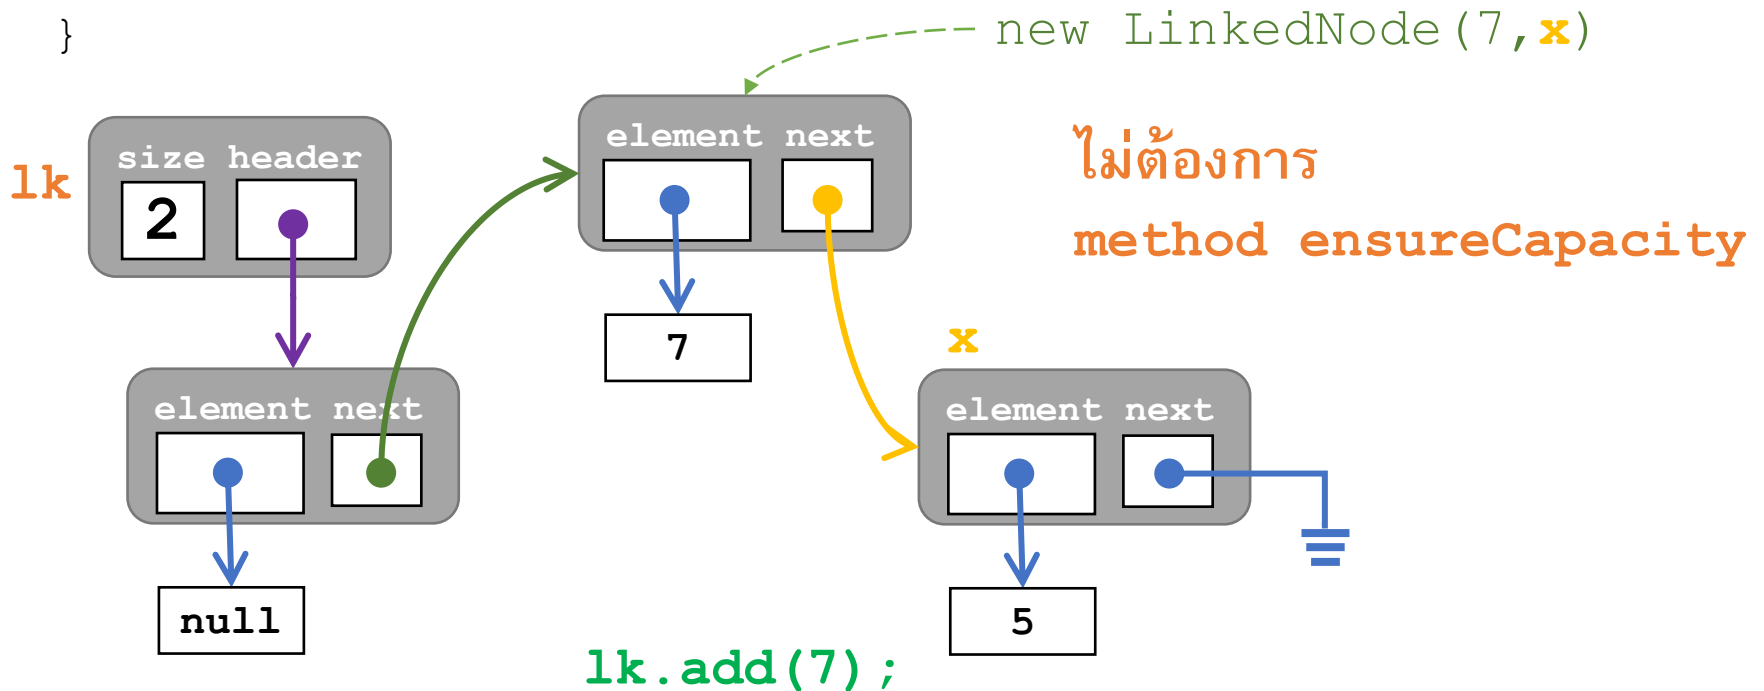 }
new LinkedNode(7,x)
lk
size header
2
element next
7
ไม่ต้องการ
method ensureCapacity
x
element next
null
element next
5
lk.add(7);